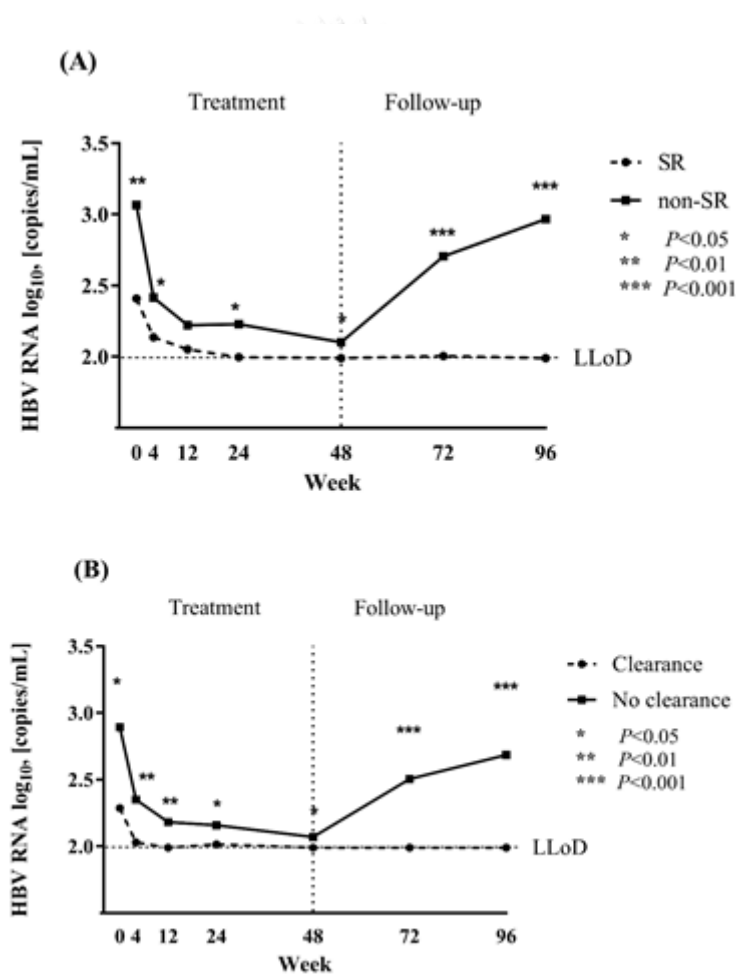 (A)
Treatment Follow-up
HBV RNA log10, [copies/mL]
3.5
3.0
2.5
2.0
** * * * *** ***
SR
non-SR
* P<0.05
** P<0.01
*** P<0.001
LLoD
0 4 12 24 48 72 96
Week
(B)
Treatment Follow-up
HBV RNA log10, [copies/mL]
3.5
3.0
2.5
2.0
* ** ** * * *** ***
Clearance
No clearance
* P<0.05
** P<0.01
*** P<0.001
LLoD
0 4 12 24 48 72 96
Week